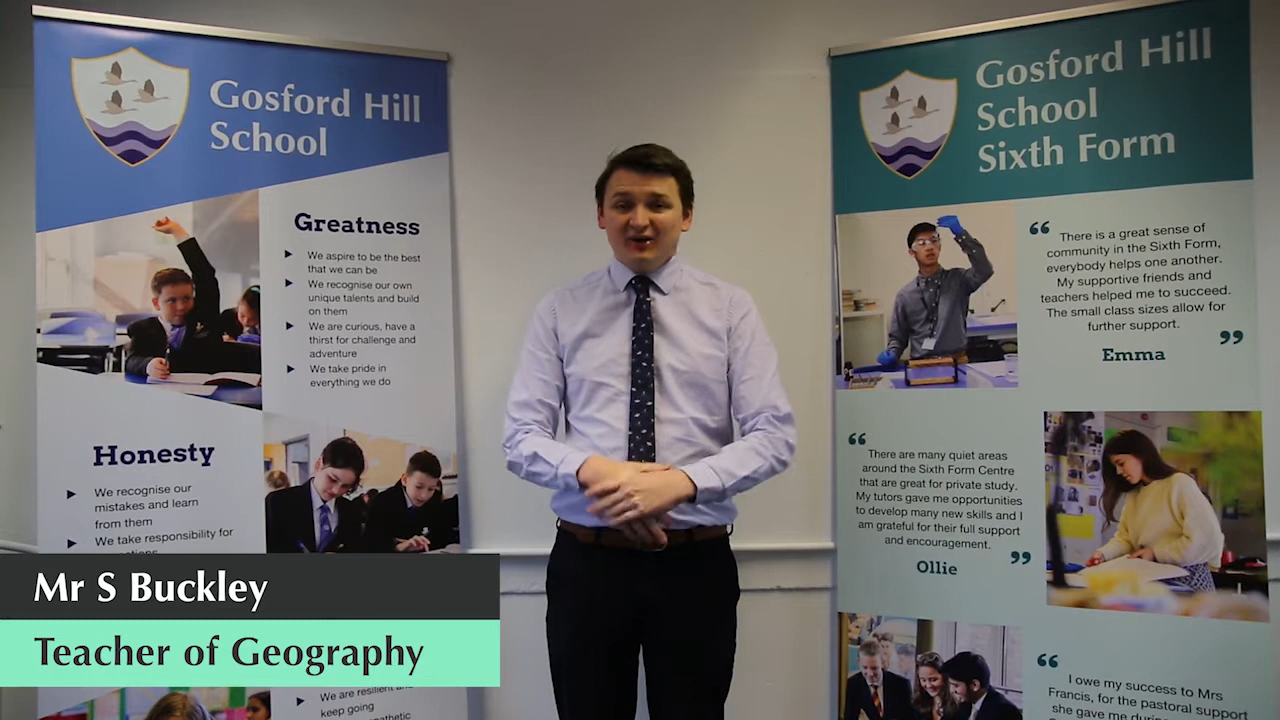 Gosford Hill
School
Greatness
We aspire to be the best
that we can be
We recognise our own
unique talents and build
on them
We are curious, have a
thirst for challenge and
adventure
We take pride in
everything we do
Honesty
We recognise our
mistakes and learn
from them
We take responsibility for
We are resilient and
keep going
Mr S Buckley
Teacher of Geography
Gosford Hill
School
Sixth Form
“ There is a great sense of
community in the Sixth Form,
everybody helps one another.
My supportive friends and
teachers helped me to succeed.
The small class sizes allow for
further support. ”
Emma
“ There are many quiet areas
around the Sixth Form Centre
that are great for private study.
My tutors gave me opportunities
to develop many new skills and I
am grateful for their full support
and encouragement. ”
Ollie
“ I owe my success to Mrs
Francis, for the pastoral support
she gave me during